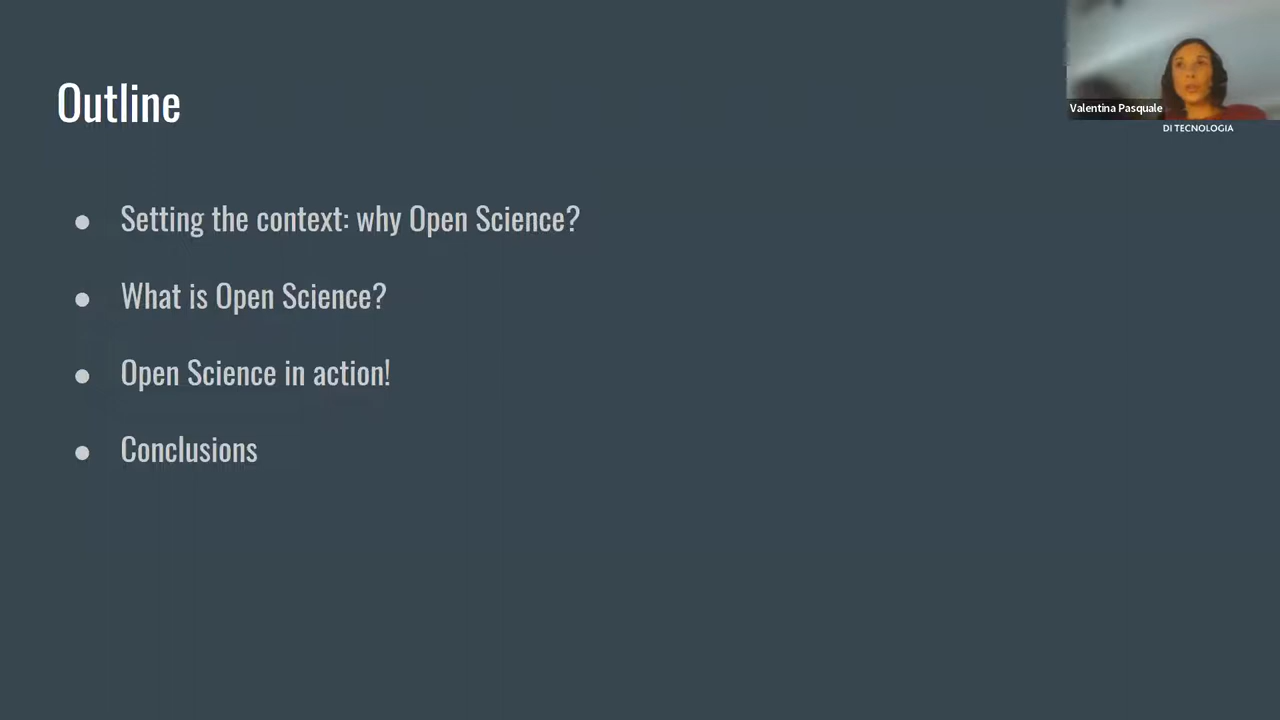 Outline
Valentina Pasquale
DI TECNOLOGIA
● Setting the context: why Open Science?
● What is Open Science?
● Open Science in action!
● Conclusions